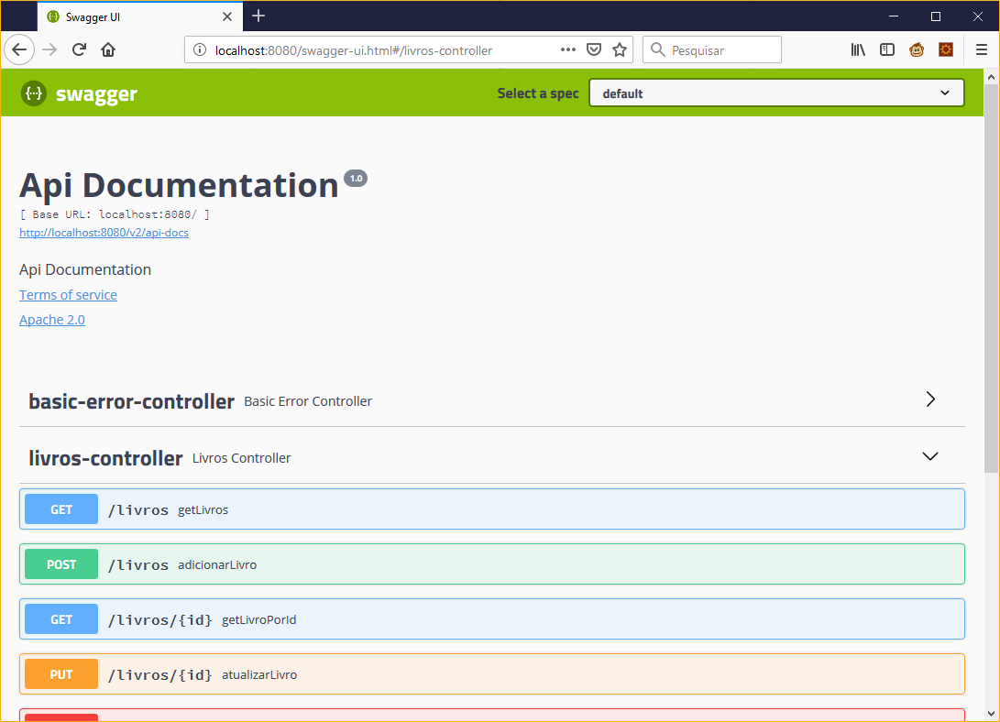 Swagger UI
localhost:8080/swagger-ui.html#/livros-controller
Pesquisar
{···} swagger
Select a spec default
Api Documentation 1.0
[ Base URL: localhost:8080/ ]
http://localhost:8080/v2/api-docs
Api Documentation
Terms of service
Apache 2.0
basic-error-controller Basic Error Controller
livros-controller Livros Controller
GET /livros getLivros
POST /livros adicionarLivro
GET /livros/{id} getLivroPorId
PUT /livros/{id} atualizarLivro